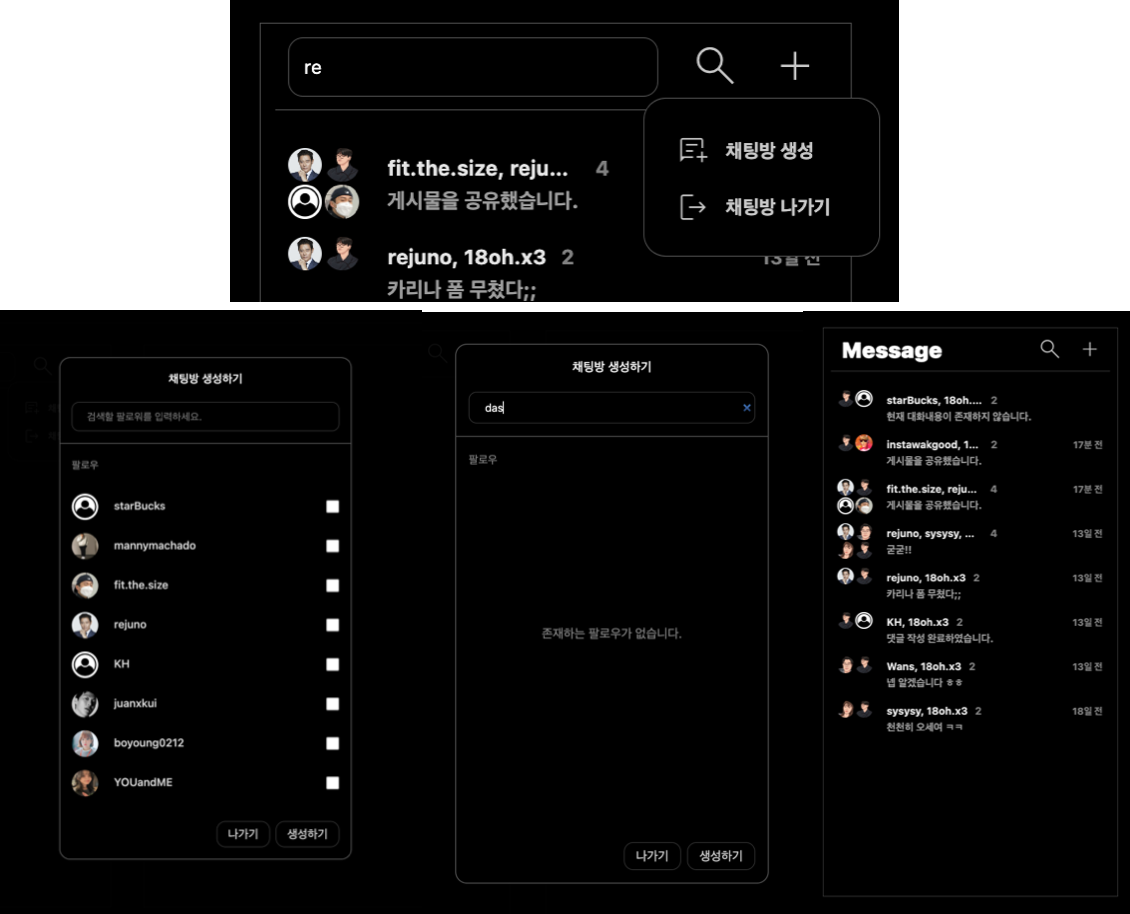 re
채팅방 생성
채팅방 나가기
fit.the.size, reju... 4
게시물을 공유했습니다.
rejuno, 18oh.x3 2
13일 전
카리나 폼 무쳤다;;
채팅방 생성하기
검색할 팔로워를 입력하세요.
팔로우
starBucks
mannymachado
fit.the.size
rejuno
KH
juanxkui
boyoung0212
YOUandME
나가기 생성하기
채팅방 생성하기
das
팔로우
존재하는 팔로우가 없습니다.
나가기 생성하기
Message
starBucks, 18oh.... 2
현재 대화내용이 존재하지 않습니다.
instawakgood, 1... 2 17분 전
게시물을 공유했습니다.
fit.the.size, reju... 4 17분 전
게시물을 공유했습니다.
rejuno, sysysy, ... 4 13일 전
굳굳!!
rejuno, 18oh.x3 2 13일 전
카리나 폼 무쳤다;;
KH, 18oh.x3 2 13일 전
댓글 작성 완료하였습니다.
Wans, 18oh.x3 2 13일 전
넵 알겠습니다 ㅎㅎ
sysysy, 18oh.x3 2 18일 전
천천히 오세여 ㅋㅋ